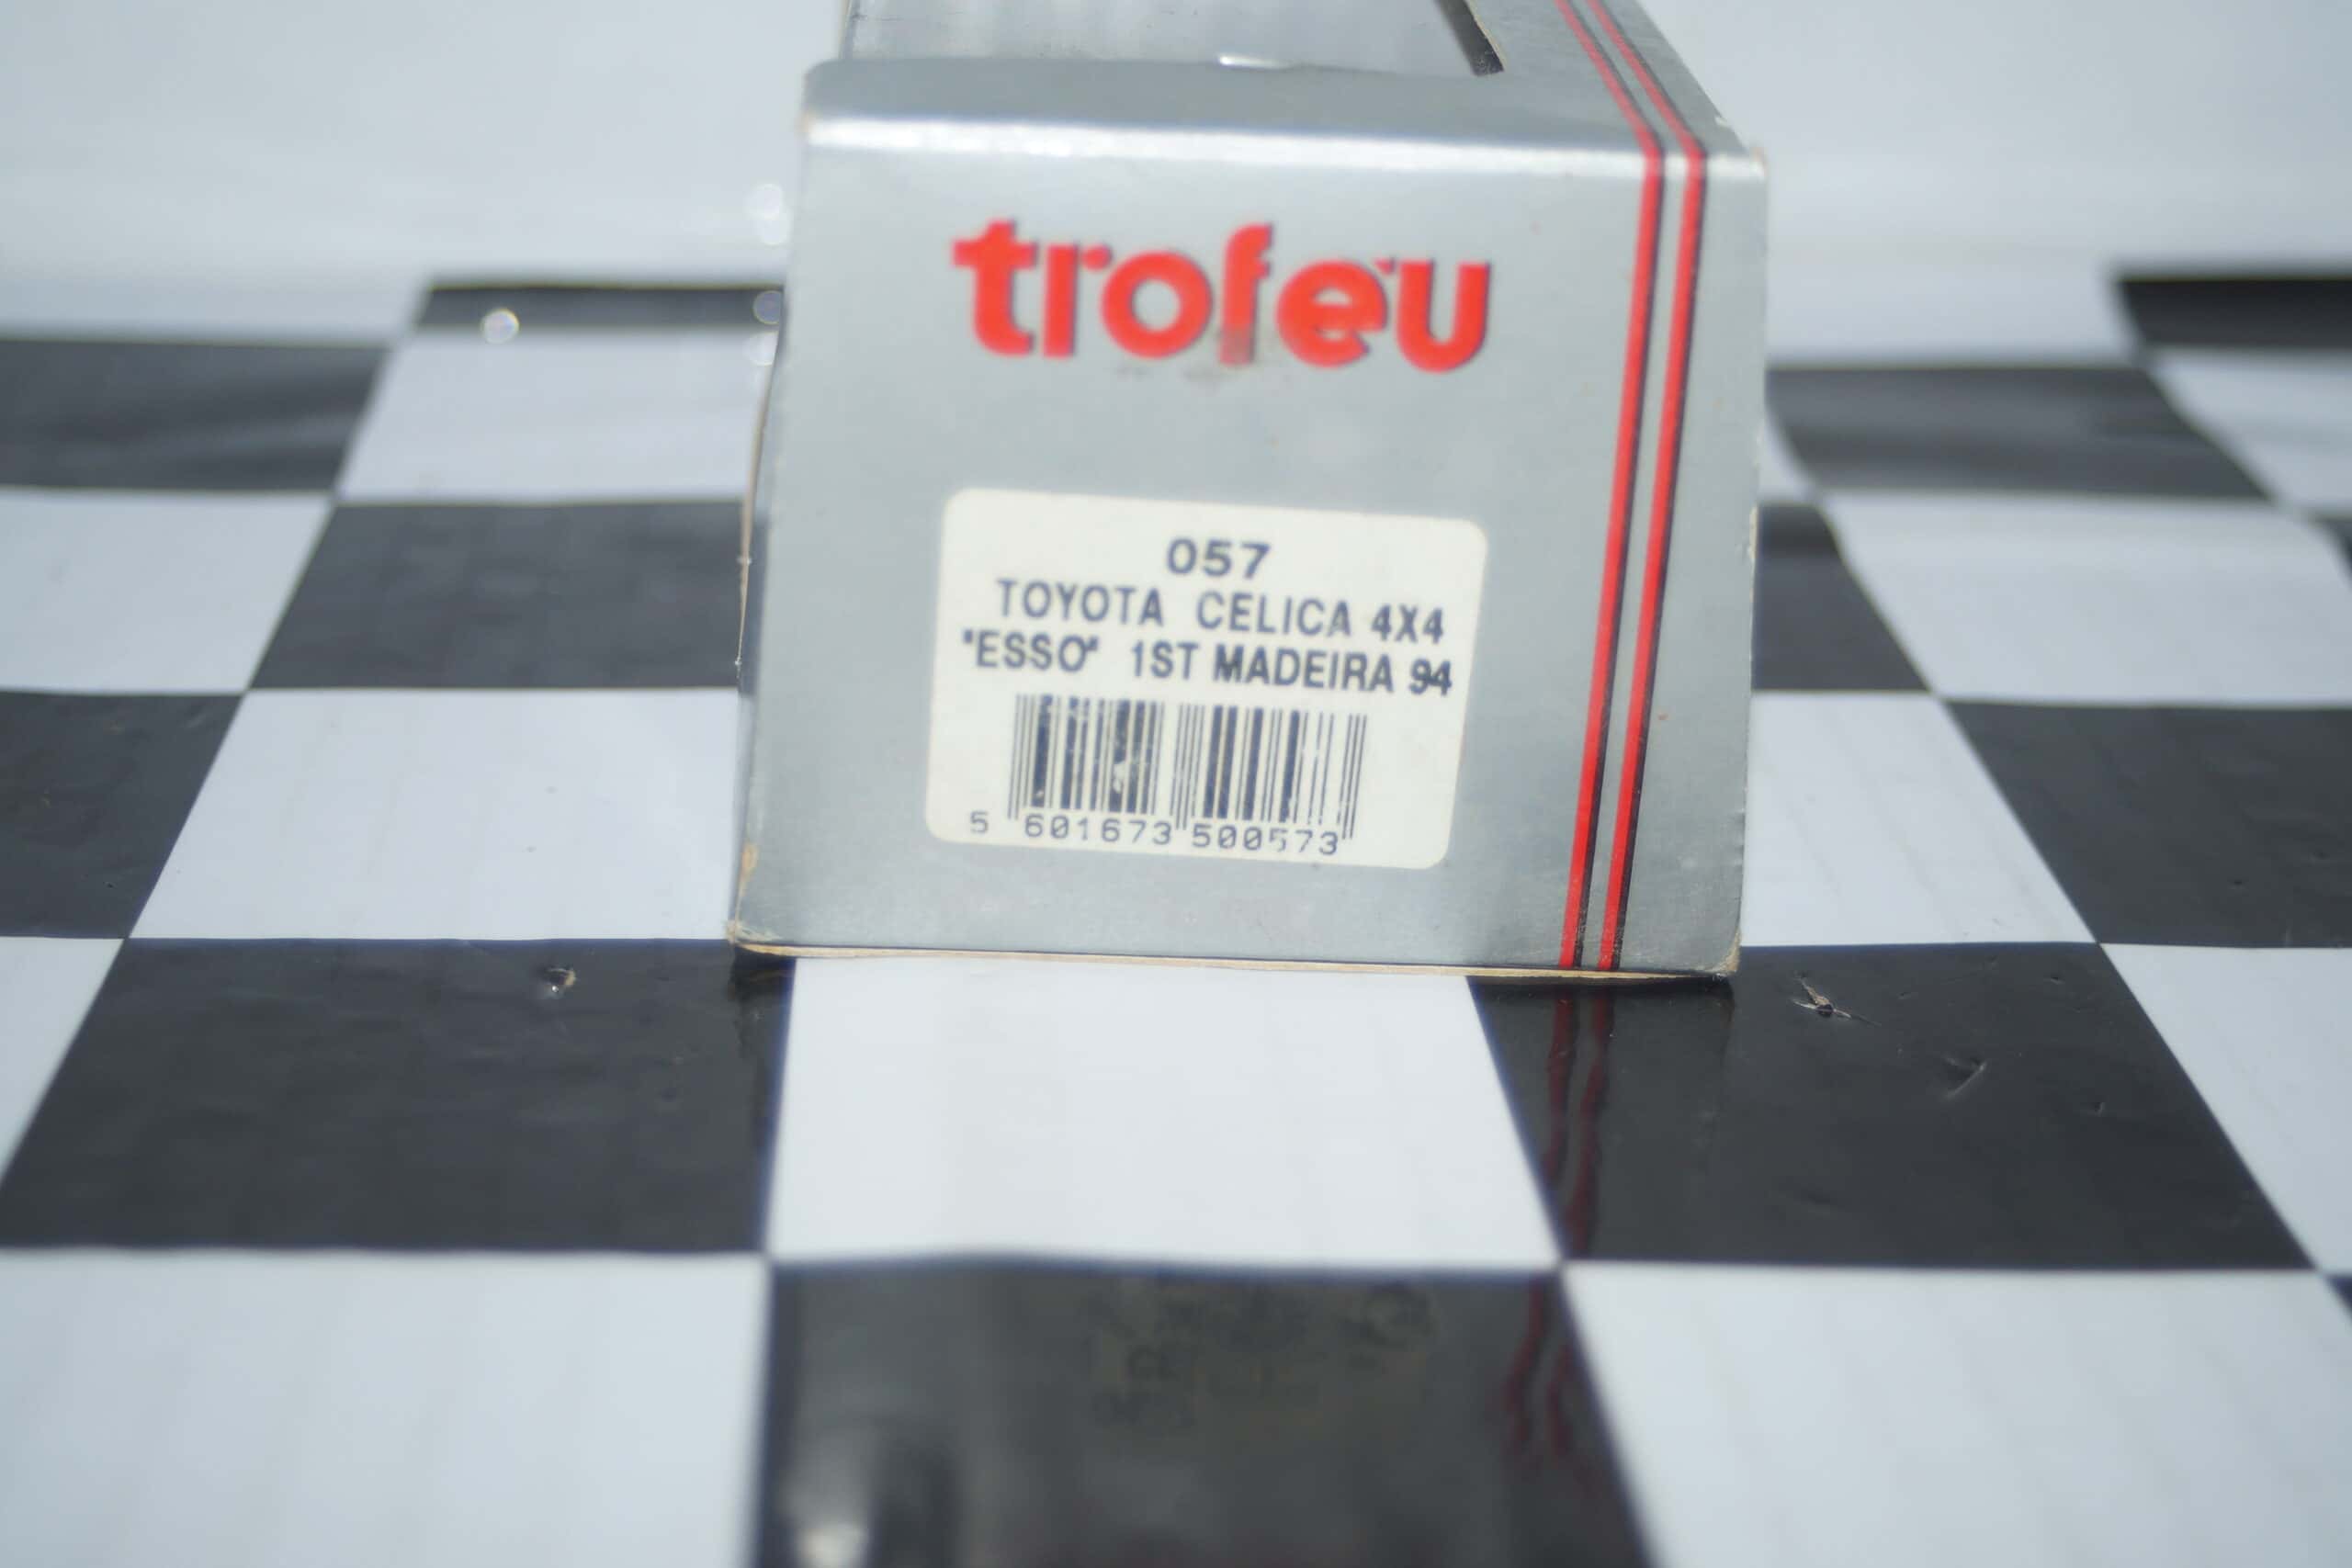 trofeu
057
TOYOTA CELICA 4X4
"ESSO" 1ST MADEIRA 94
5 601673 500573